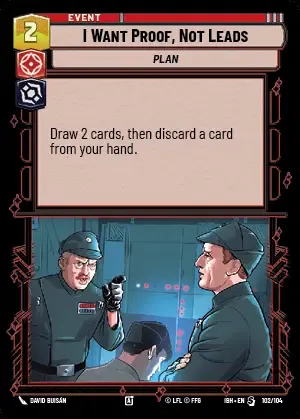 EVENT
2
I Want Proof, Not Leads
PLAN
Draw 2 cards, then discard a card
from your hand.
DAVID BUISÁN
© LFL © FFG
IBH • EN
102/104